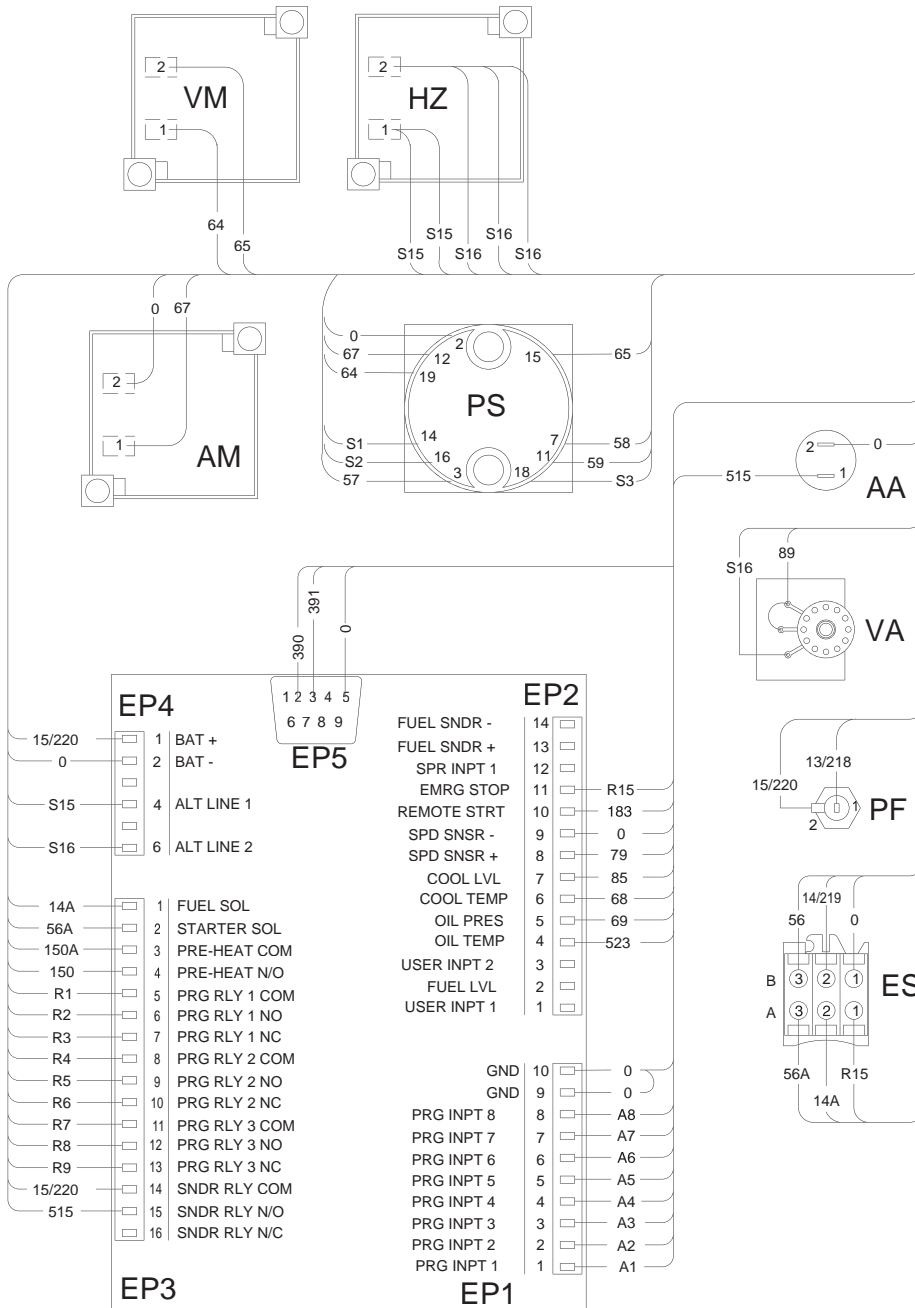 2
VM
1
2
HZ
1
64
65
S15
S15
S16
S16
S16
0
67
2
1
AM
0
67
64
S1
S2
57
2
12
19
14
16
3
PS
15
7
11
18
65
58
59
S3
515
2
1
0
AA
S16
89
VA
15/220
13/218
1
2
PF
56
14/219
0
B 3 2 1
A 3 2 1
ES
56A
14A
R15
390
391
0
1 2 3 4 5
6 7 8 9
EP5
EP4
15/220 1 BAT +
0 2 BAT -
S15 4 ALT LINE 1
S16 6 ALT LINE 2
14A 1 FUEL SOL
56A 2 STARTER SOL
150A 3 PRE-HEAT COM
150 4 PRE-HEAT N/O
R1 5 PRG RLY 1 COM
R2 6 PRG RLY 1 NO
R3 7 PRG RLY 1 NC
R4 8 PRG RLY 2 COM
R5 9 PRG RLY 2 NO
R6 10 PRG RLY 2 NC
R7 11 PRG RLY 3 COM
R8 12 PRG RLY 3 NO
R9 13 PRG RLY 3 NC
15/220 14 SNDR RLY COM
515 15 SNDR RLY N/O
16 SNDR RLY N/C
EP3
EP2
FUEL SNDR - 14
FUEL SNDR + 13
SPR INPT 1 12
EMRG STOP 11 R15
REMOTE STRT 10 183
SPD SNSR - 9 0
SPD SNSR + 8 79
COOL LVL 7 85
COOL TEMP 6 68
OIL PRES 5 69
OIL TEMP 4 523
USER INPT 2 3
FUEL LVL 2
USER INPT 1 1
GND 10 0
GND 9 0
PRG INPT 8 8 A8
PRG INPT 7 7 A7
PRG INPT 6 6 A6
PRG INPT 5 5 A5
PRG INPT 4 4 A4
PRG INPT 3 3 A3
PRG INPT 2 2 A2
PRG INPT 1 1 A1
EP1